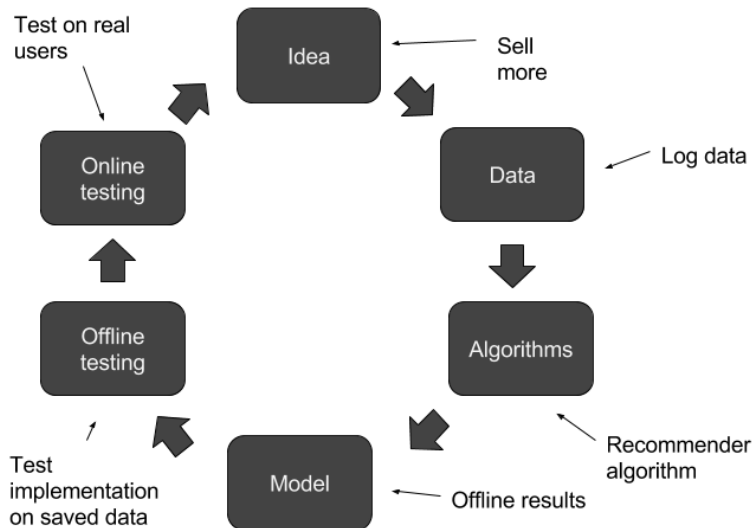 Test on real
users
Idea
Sell
more
Online
testing
Data
Log data
Offline
testing
Algorithms
Recommender
algorithm
Model
Offline results
Test
implementation
on saved data